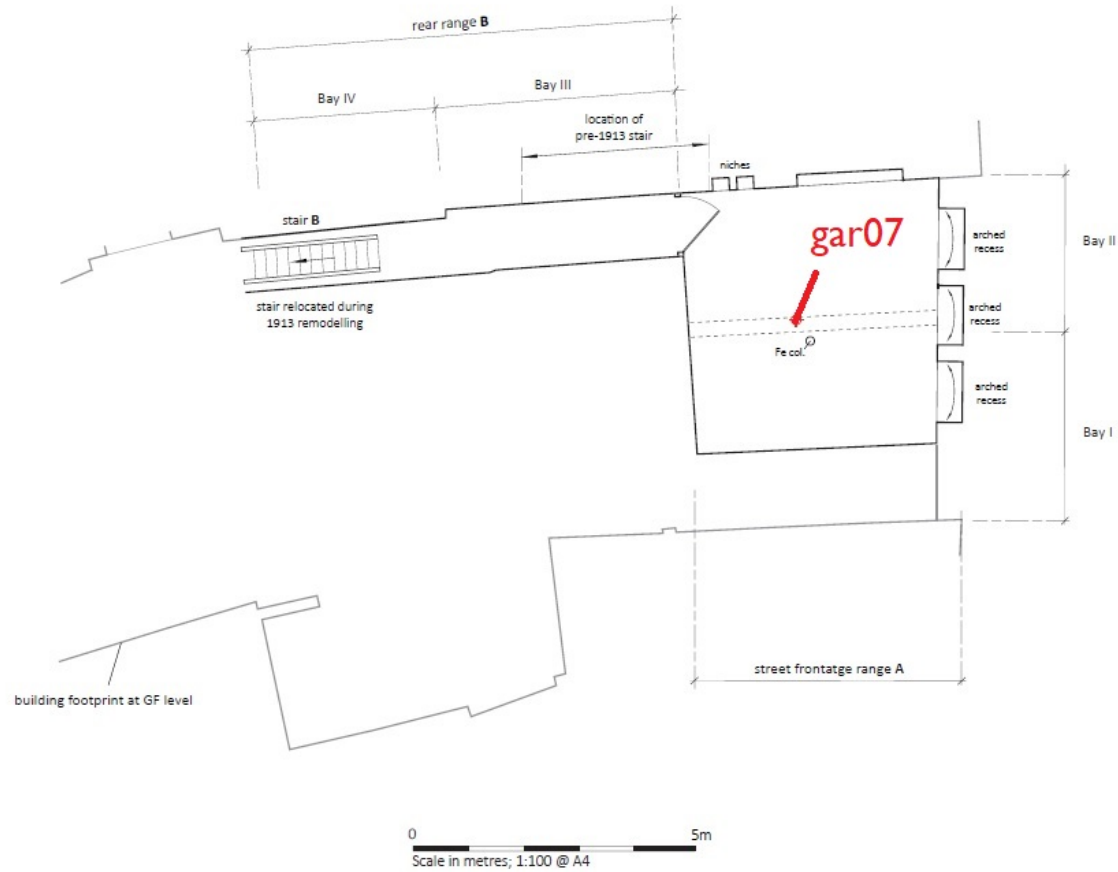 rear range B
Bay IV
Bay III
location of
pre-1913 stair
niches
stair B
gar07
arched
recess
Bay II
stair relocated during
1913 remodelling
arched
recess
Fe col.
arched
recess
Bay I
street frontatge range A
building footprint at GF level
0
5m
Scale in metres; 1:100 @ A4